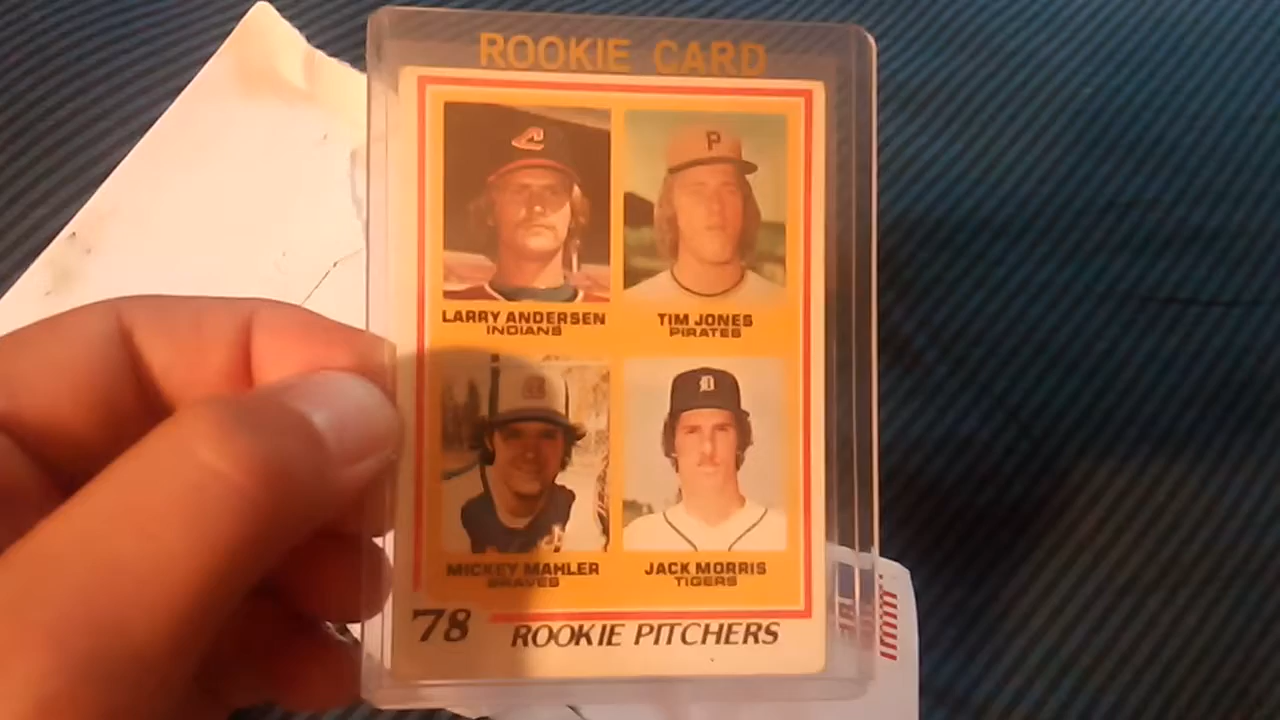 ROOKIE CARD
LARRY ANDERSEN
INDIANS
TIM JONES
PIRATES
MICKEY MAHLER
BRAVES
JACK MORRIS
TIGERS
'78
ROOKIE PITCHERS